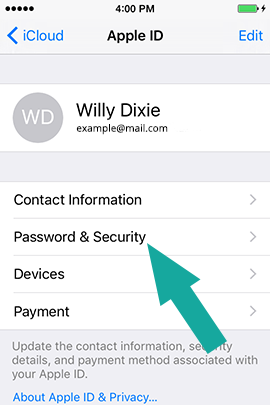 4:00 PM
iCloud Apple ID Edit
WD
Willy Dixie
example@mail.com
Contact Information
Password & Security
Devices
Payment
Update the contact information, security
details, and payment method associated with
your Apple ID.
About Apple ID & Privacy...